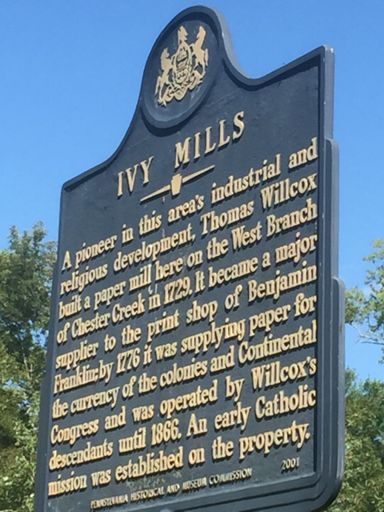 IVY MILLS
A pioneer in this area's industrial and
religious development, Thomas Willcox
built a paper mill here on the West Branch
of Chester Creek in 1729. It became a major
supplier to the print shop of Benjamin
Franklin; by 1776 it was supplying paper for
the currency of the colonies and Continental
Congress and was operated by Willcox's
descendants until 1866. An early Catholic
mission was established on the property.
PENNSYLVANIA HISTORICAL AND MUSEUM COMMISSION 2001